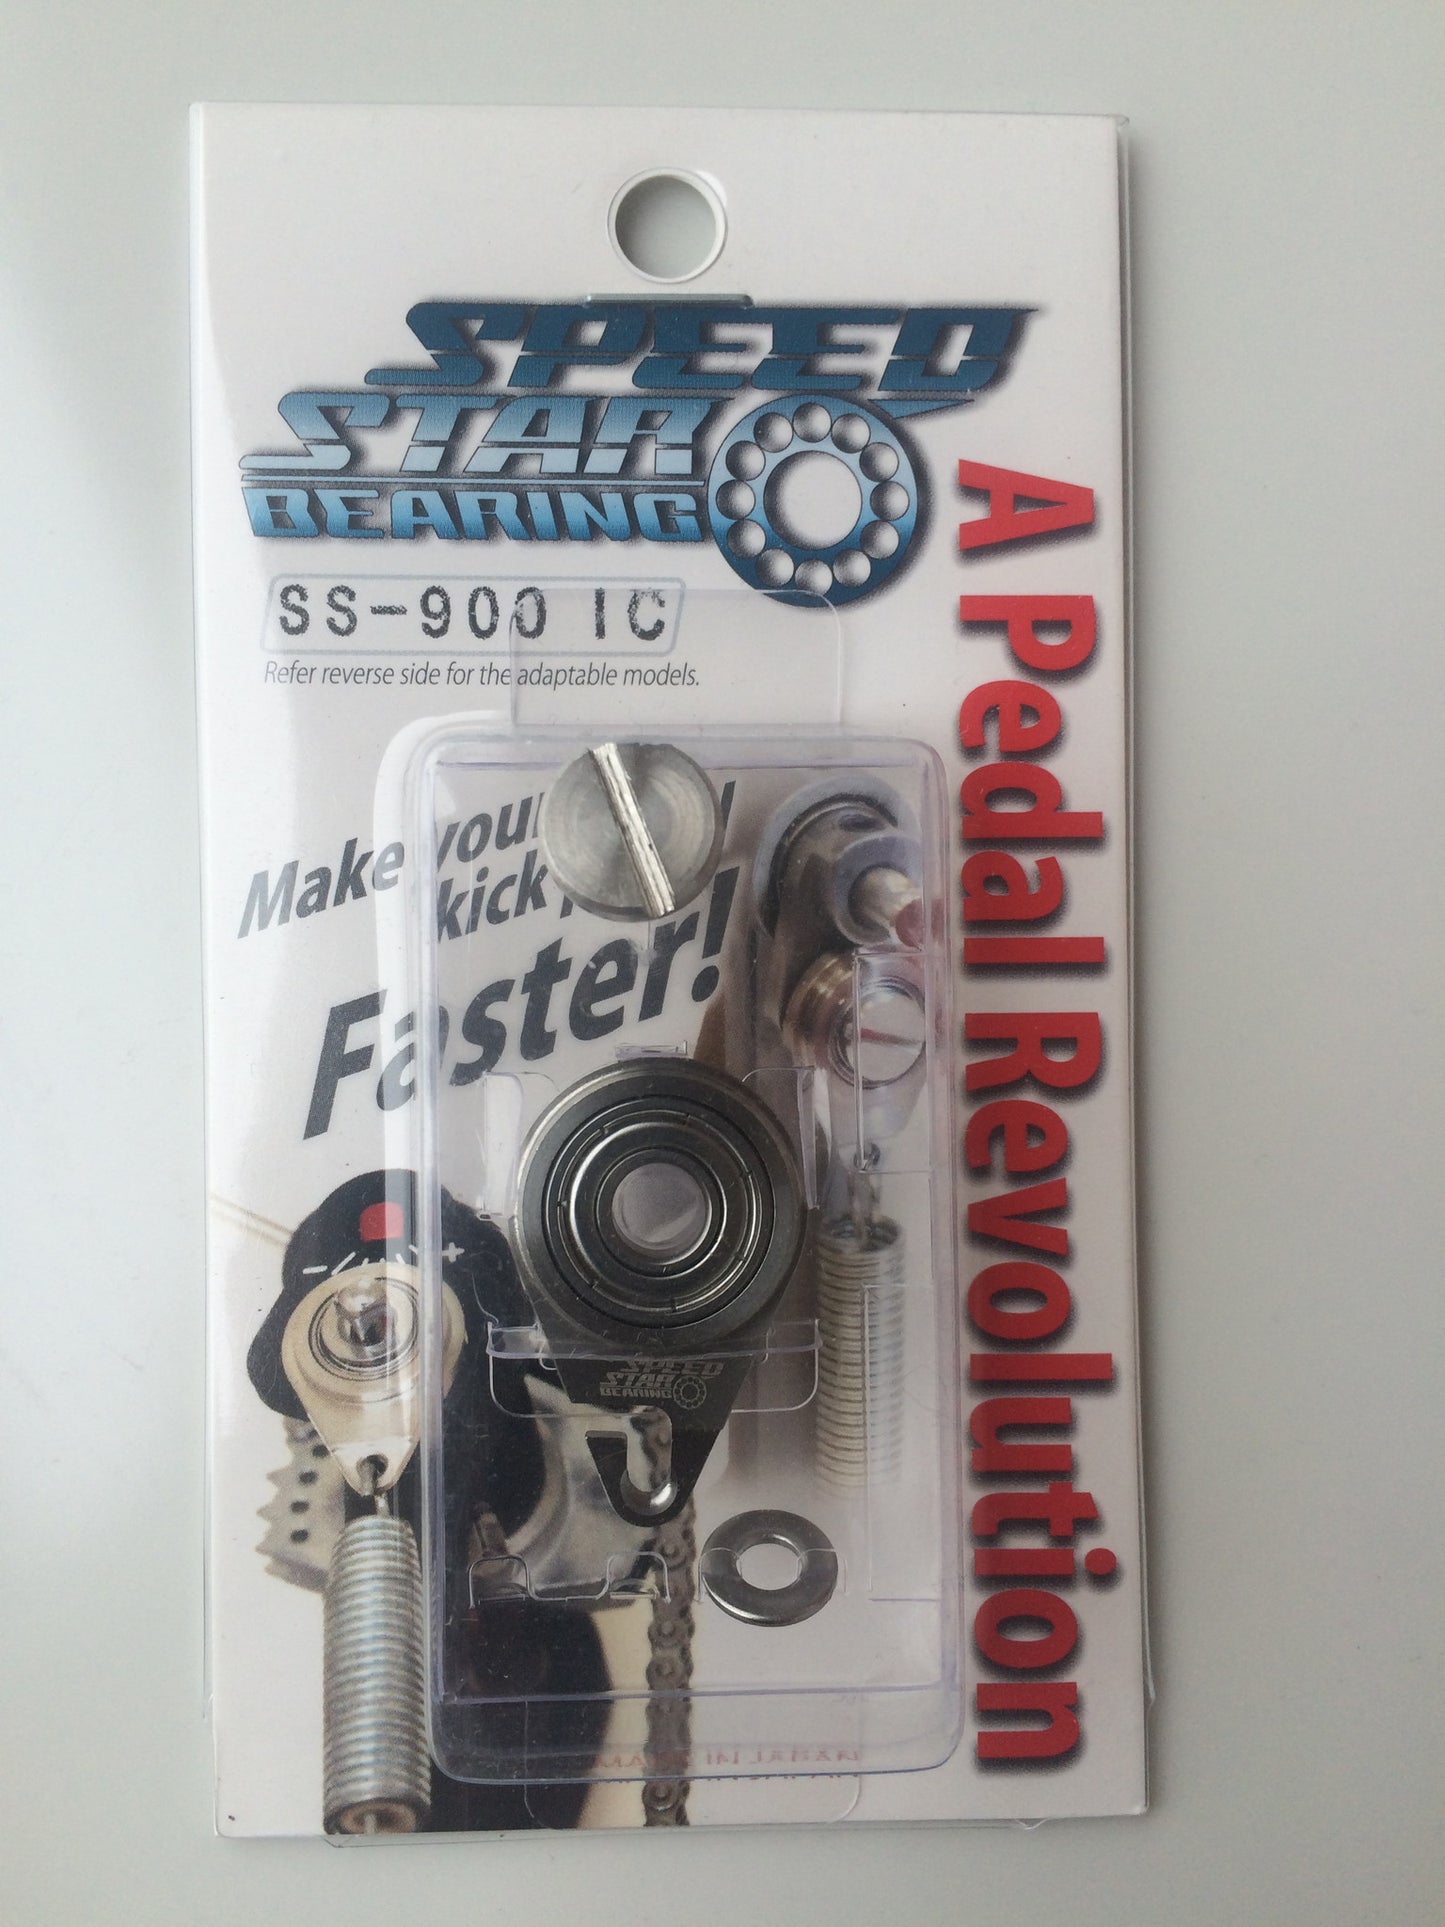 SPEED
STAR
BEARING
SS-900 IC
Refer reverse side for the adaptable models.
A Pedal Revolution
Make your
kick
Faster!
SPEED
STAR
BEARING